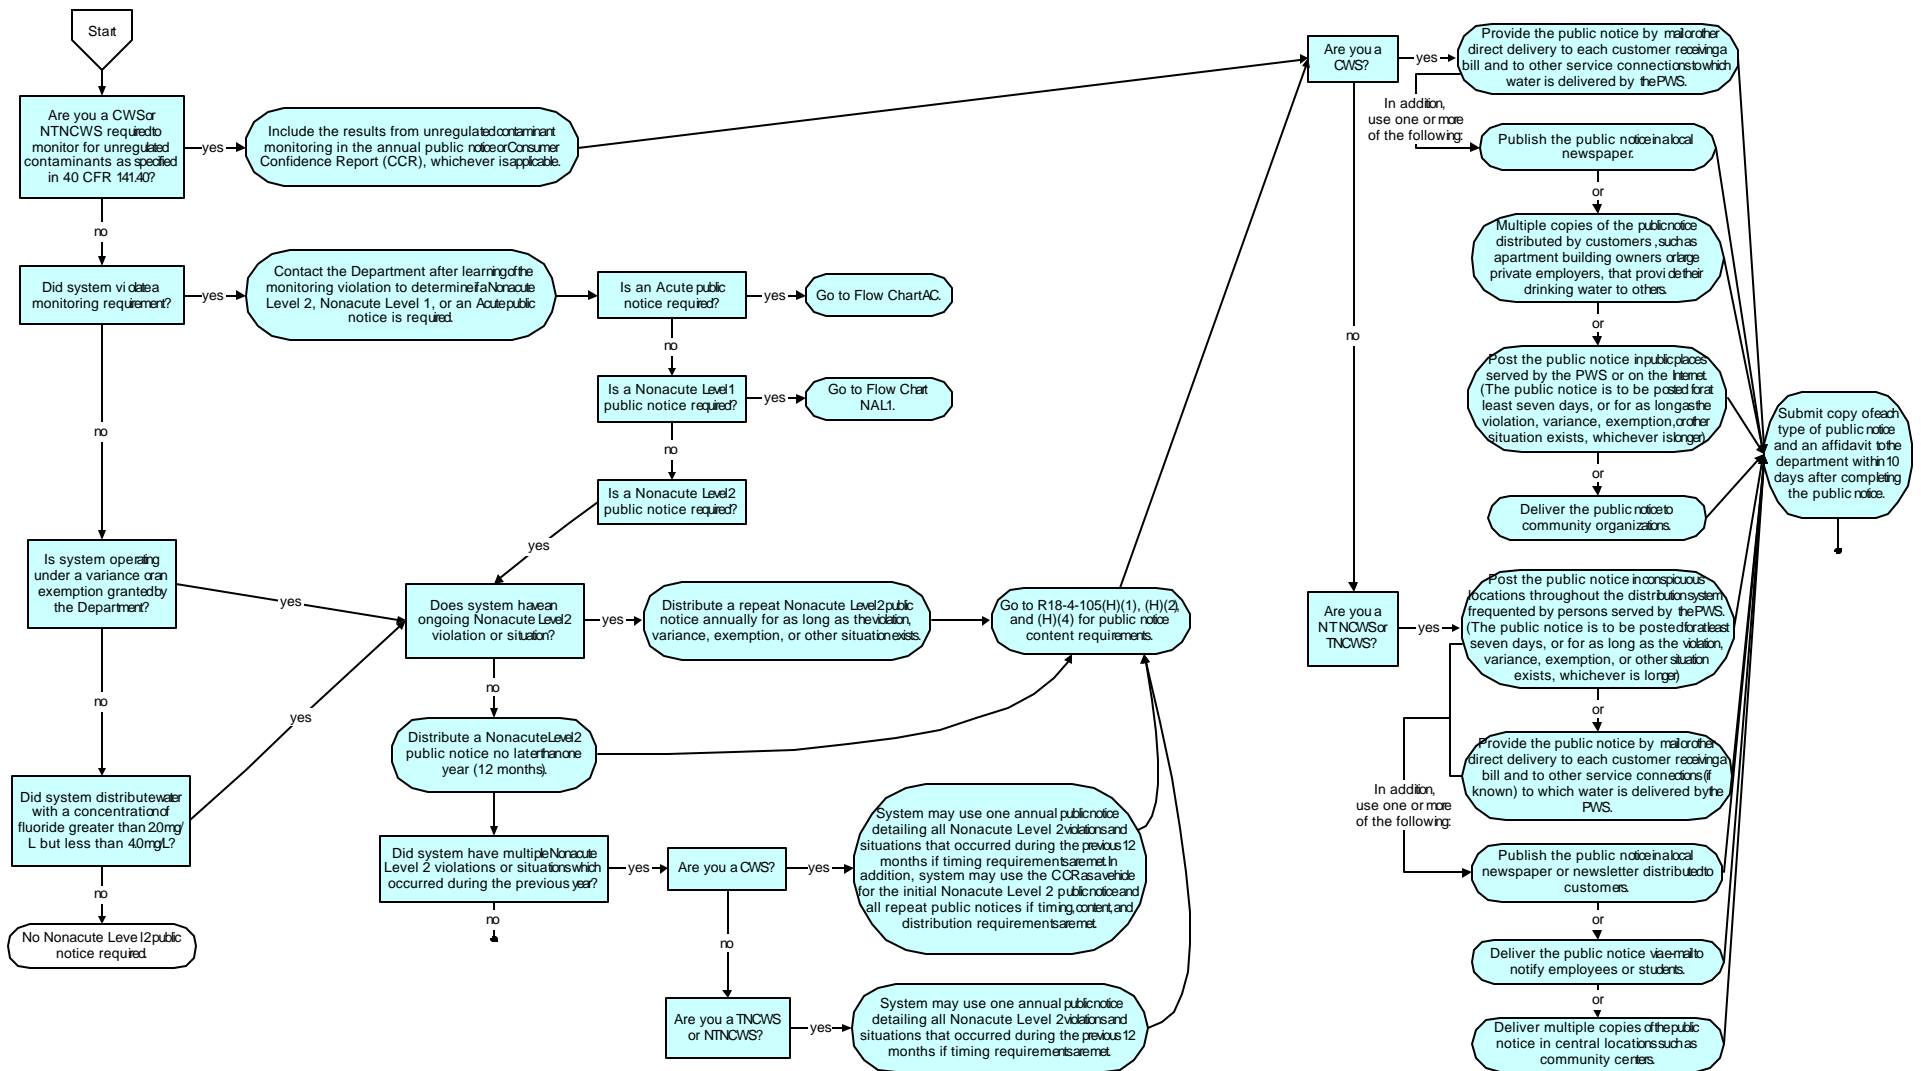 Start
Are you a CWS or
NTNCWS required to
monitor for unregulated
contaminants as specified
in 40 CFR 141.40?
yes
Include the results from unregulated contaminant
monitoring in the annual public notice or Consumer
Confidence Report (CCR), whichever is applicable.
no
Did system violate a
monitoring requirement?
yes
Contact the Department after learning of the
monitoring violation to determine if a Nonacute
Level 2, Nonacute Level 1, or an Acute public
notice is required.
Is an Acute public
notice required?
yes
Go to Flow Chart AC.
no
Is a Nonacute Level 1
public notice required?
yes
Go to Flow Chart
NAL1.
no
Is a Nonacute Level 2
public notice required?
yes
no
Is system operating
under a variance or an
exemption granted by
the Department?
yes
no
Did system distribute water
with a concentration of
fluoride greater than 2.0 mg/
L but less than 4.0 mg/L?
yes
no
No Nonacute Level 2 public
notice required.
Does system have an
ongoing Nonacute Level 2
violation or situation?
yes
Distribute a repeat Nonacute Level 2 public
notice annually for as long as the violation,
variance, exemption, or other situation exists.
Go to R18-4-105(H)(1), (H)(2),
and (H)(4) for public notice
content requirements.
no
Distribute a Nonacute Level 2
public notice no later than one
year (12 months).
Did system have multiple Nonacute
Level 2 violations or situations which
occurred during the previous year?
no
yes
Are you a CWS?
yes
System may use one annual public notice
detailing all Nonacute Level 2 violations and
situations that occurred during the previous 12
months if timing requirements are met. In
addition, system may use the CCR as a vehicle
for the initial Nonacute Level 2 public notice and
all repeat public notices if timing, content, and
distribution requirements are met.
no
Are you a TNCWS
or NTNCWS?
yes
System may use one annual public notice
detailing all Nonacute Level 2 violations and
situations that occurred during the previous 12
months if timing requirements are met.
Are you a
CWS?
yes
Provide the public notice by mail or other
direct delivery to each customer receiving a
bill and to other service connections to which
water is delivered by the PWS.
In addition,
use one or more
of the following:
Publish the public notice in a local
newspaper.
or
Multiple copies of the public notice
distributed by customers, such as
apartment building owners or large
private employers, that provide their
drinking water to others.
or
Post the public notice in public places
served by the PWS or on the Internet.
(The public notice is to be posted for at
least seven days, or for as long as the
violation, variance, exemption, or other
situation exists, whichever is longer)
or
Deliver the public notice to
community organizations.
no
Are you a
NTNCWS or
TNCWS?
yes
Post the public notice in conspicuous
locations throughout the distribution system
frequented by persons served by the PWS.
(The public notice is to be posted for at least
seven days, or for as long as the violation,
variance, exemption, or other situation
exists, whichever is longer)
or
Provide the public notice by mail or other
direct delivery to each customer receiving a
bill and to other service connections (if
known) to which water is delivered by the
PWS.
In addition,
use one or more
of the following:
Publish the public notice in a local
newspaper or newsletter distributed to
customers.
or
Deliver the public notice via e-mail to
notify employees or students.
or
Deliver multiple copies of the public
notice in central locations such as
community centers.
Submit copy of each
type of public notice
and an affidavit to the
department within 10
days after completing
the public notice.